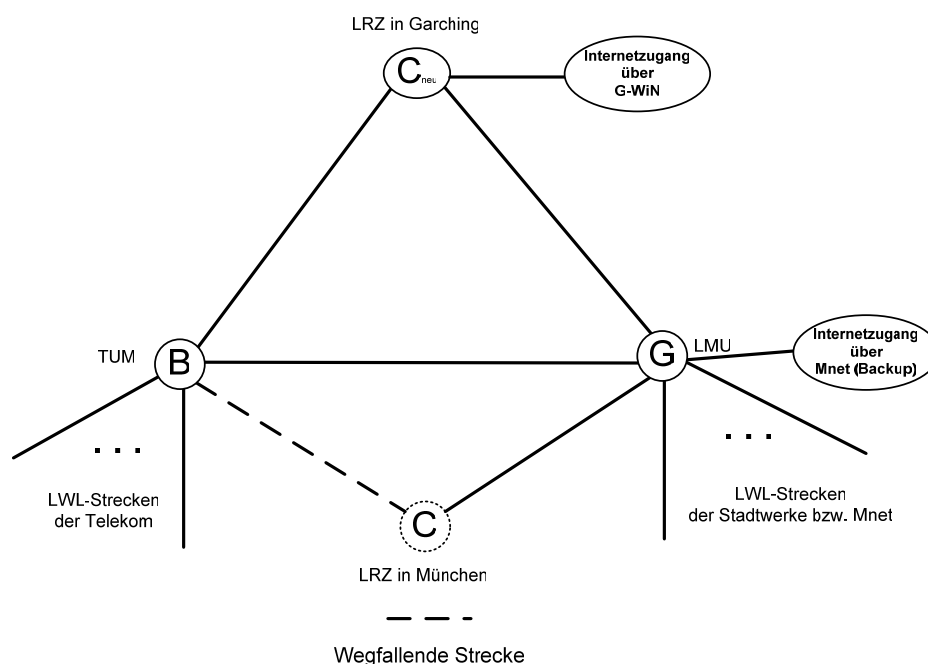 LRZ in Garching
C neu
Internetzugang
über
G-WiN
TUM
B
G
LMU
Internetzugang
über
Mnet (Backup)
. . .
. . .
LWL-Strecken
der Telekom
C
LWL-Strecken
der Stadtwerke bzw. Mnet
LRZ in München
Wegfallende Strecke